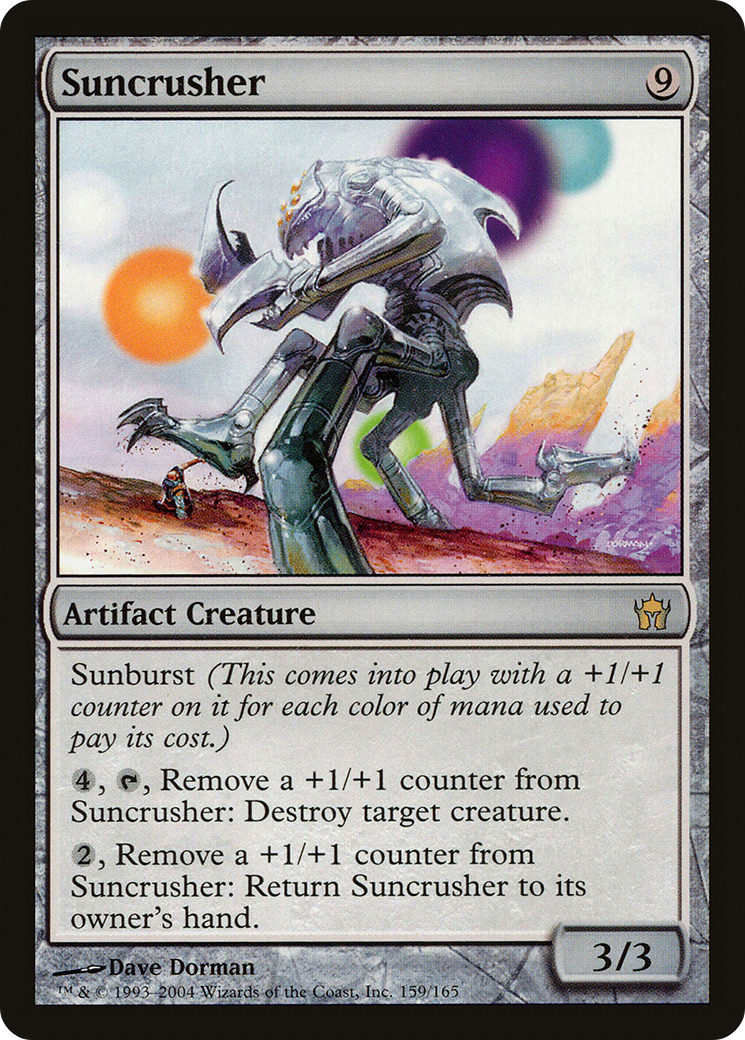 Suncrusher 9
DORMAN
Artifact Creature
Sunburst (This comes into play with a +1/+1
counter on it for each color of mana used to
pay its cost.)
4, , Remove a +1/+1 counter from
Suncrusher: Destroy target creature.
2, Remove a +1/+1 counter from
Suncrusher: Return Suncrusher to its
owner's hand.
3/3
Dave Dorman
™ & © 1993–2004 Wizards of the Coast, Inc. 159/165